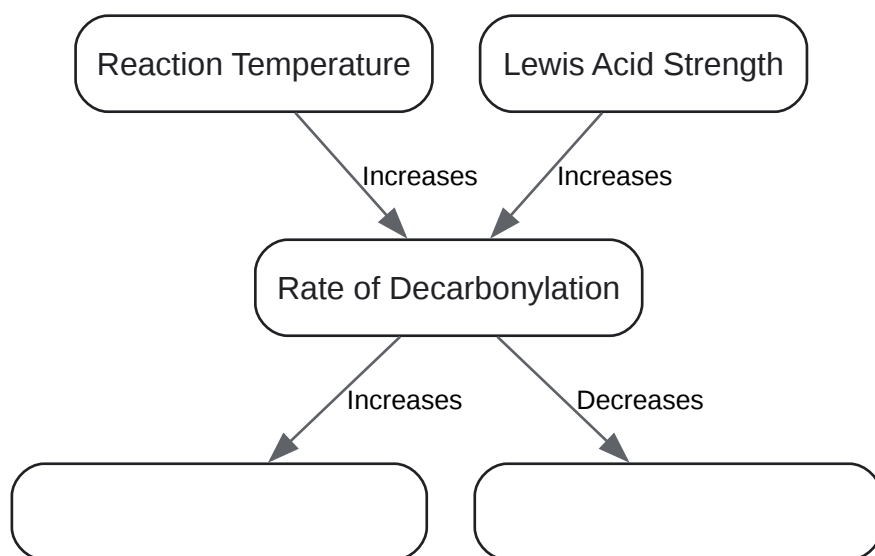 Reaction Temperature
Lewis Acid Strength
Increases
Increases
Rate of Decarbonylation
Increases
Decreases